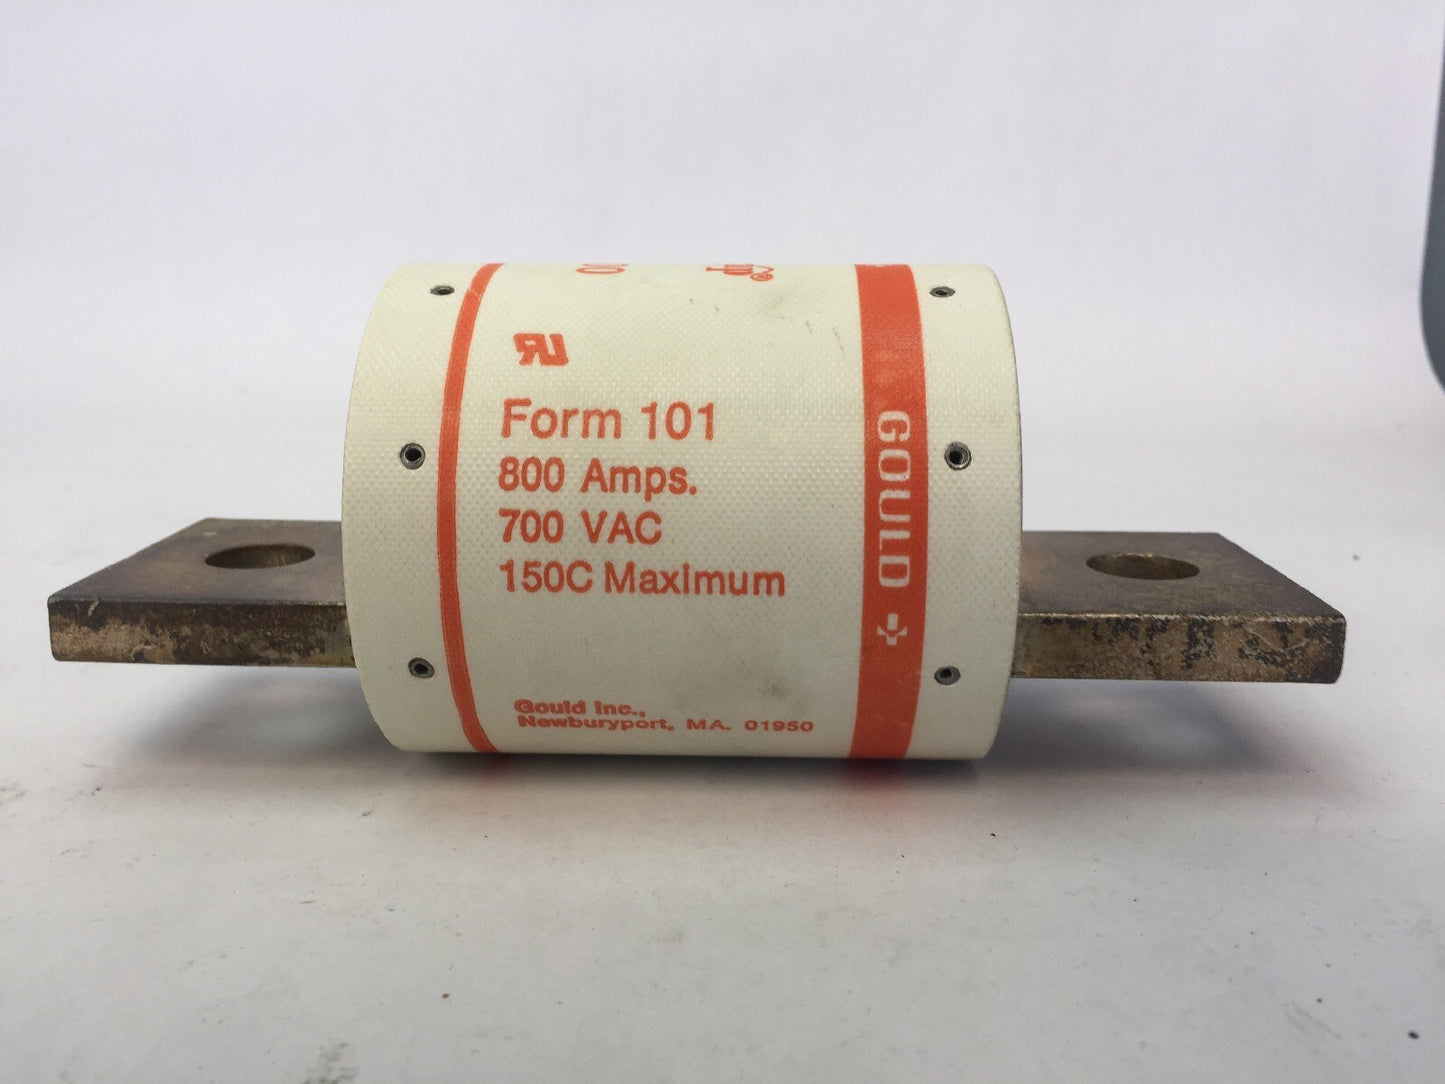 Form 101
800 Amps.
700 VAC
150C Maximum
Gould Inc.,
Newburyport, MA. 01950
GOULD